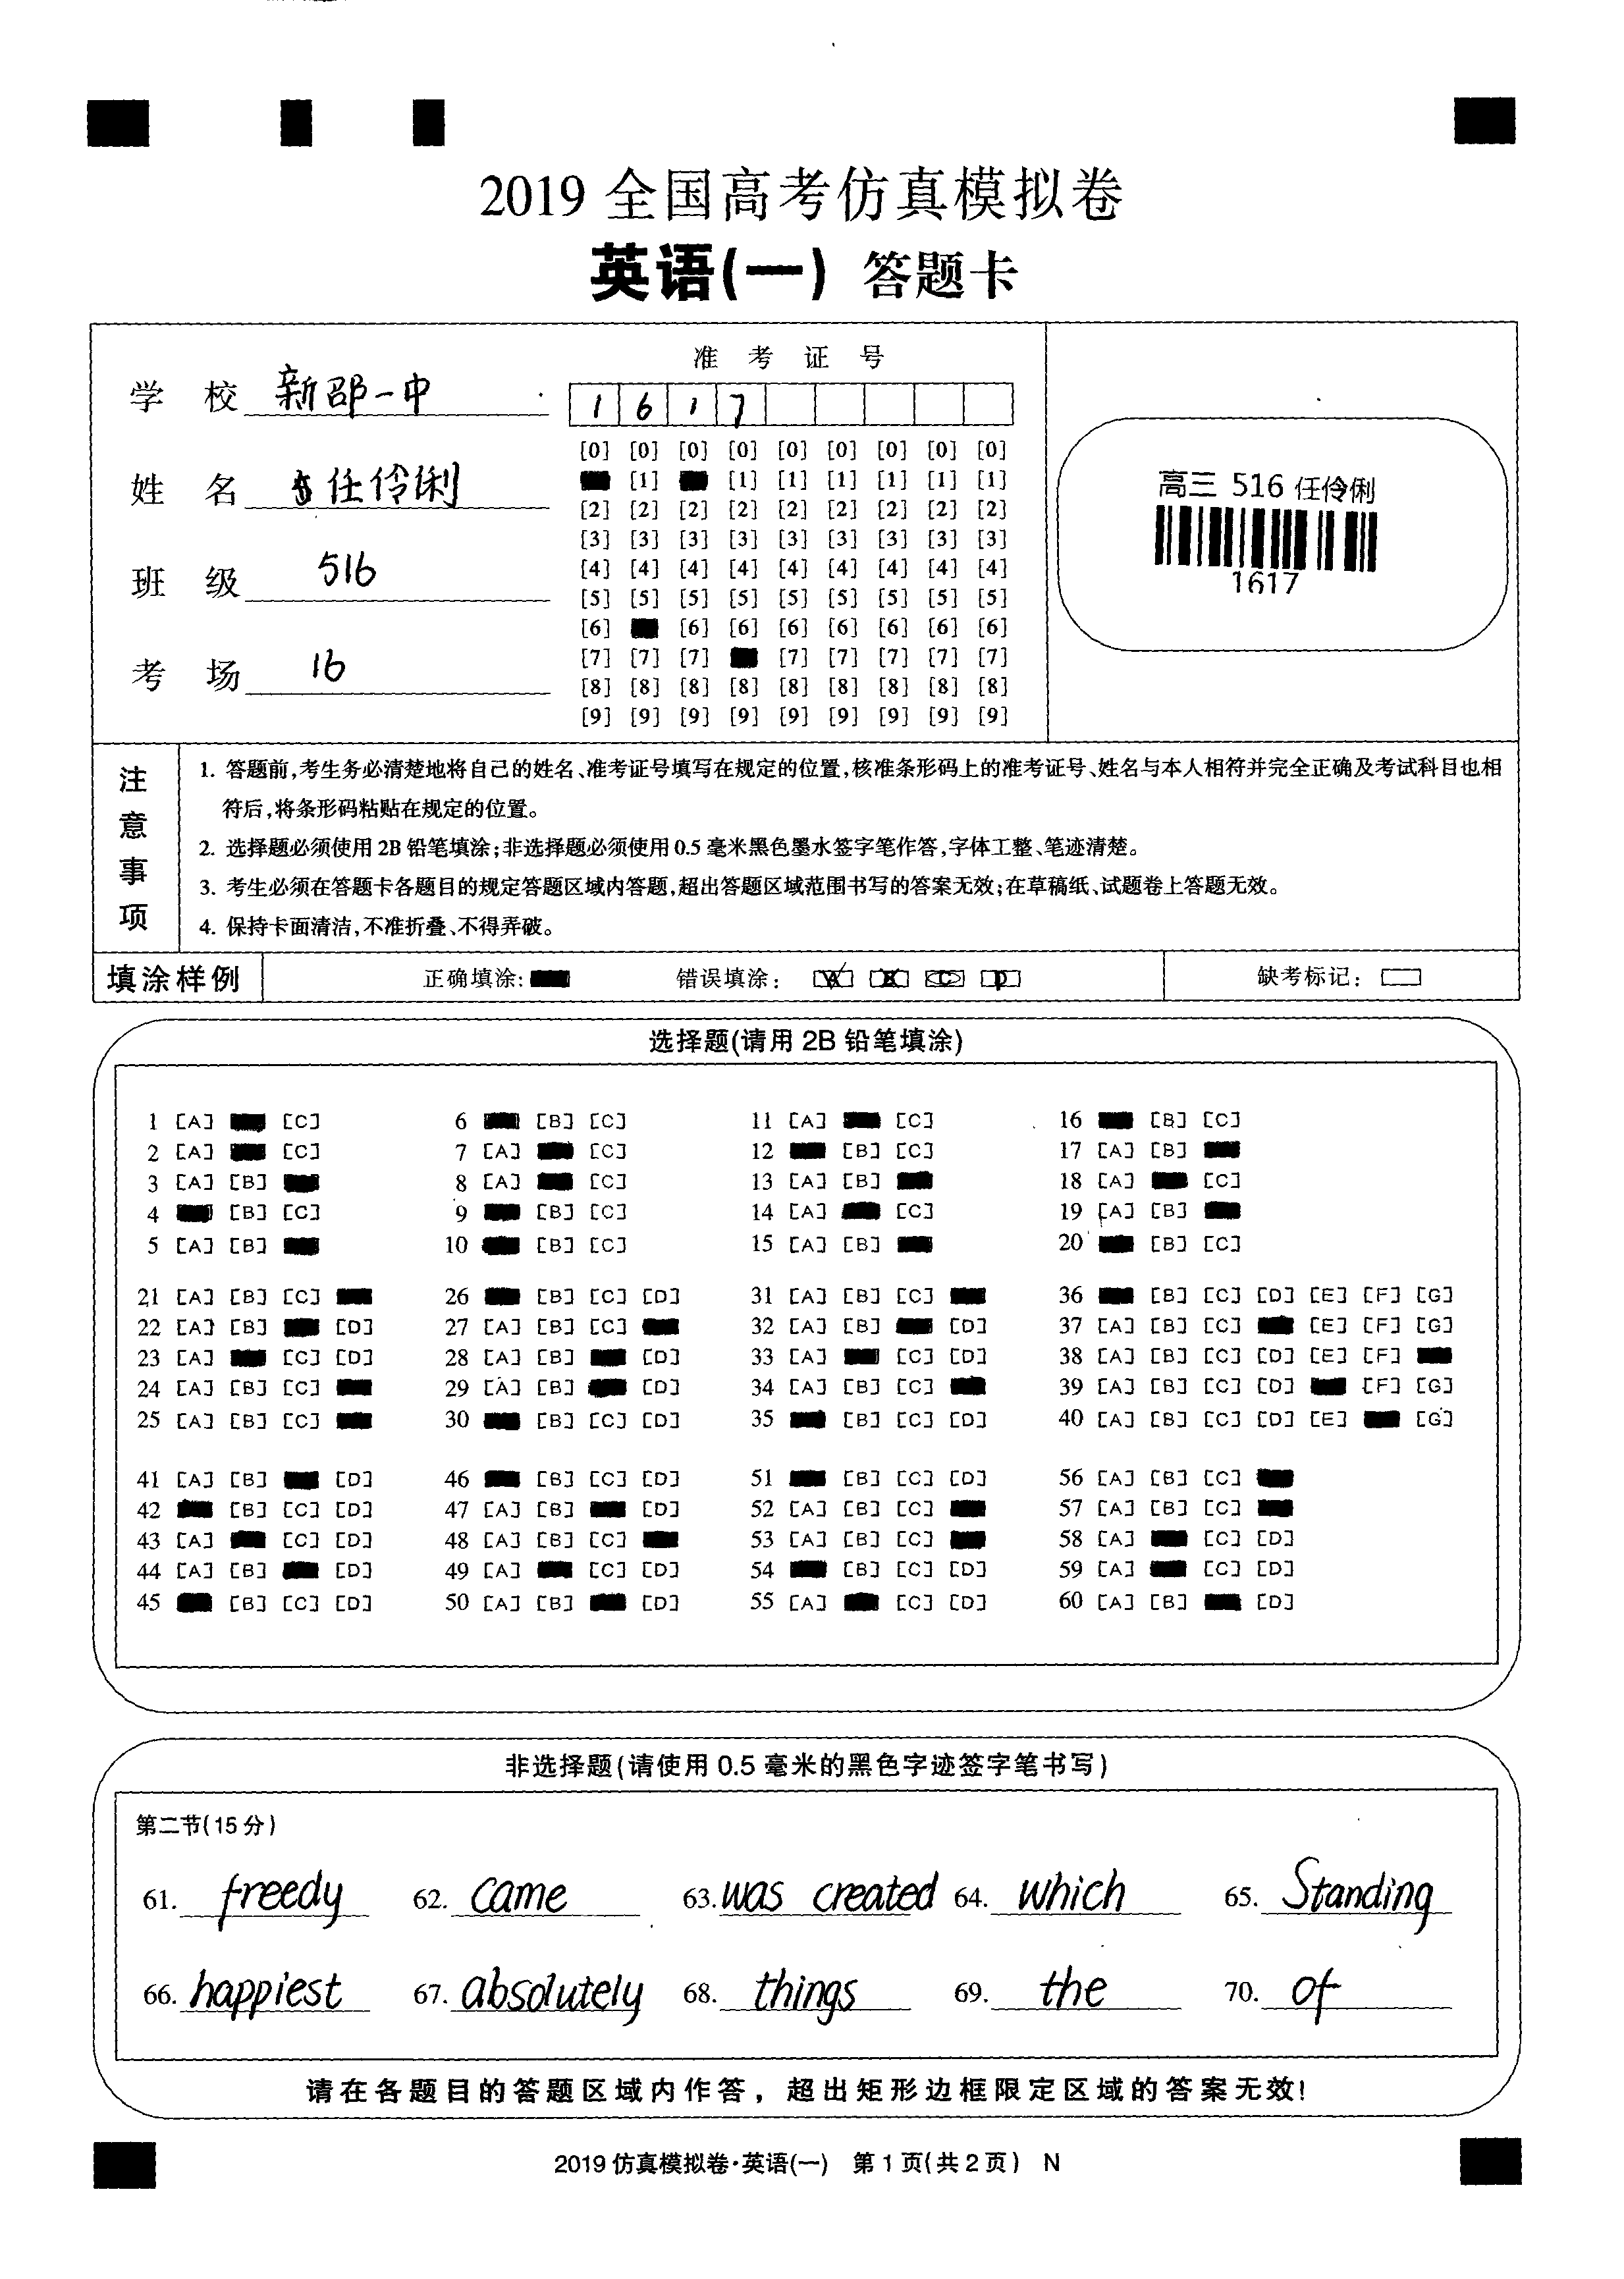 2019 全国高考仿真模拟卷
英语(一) 答题卡
学 校 新邵一中
姓 名 任伶俐
班 级 516
考 场 16
准 考 证 号
1 6 1 7
[0] [0] [0] [0] [0] [0] [0] [0] [0]
[1] [1] [1] [1] [1] [1] [1]
[2] [2] [2] [2] [2] [2] [2] [2] [2]
[3] [3] [3] [3] [3] [3] [3] [3] [3]
[4] [4] [4] [4] [4] [4] [4] [4] [4]
[5] [5] [5] [5] [5] [5] [5] [5] [5]
[6] [6] [6] [6] [6] [6] [6] [6]
[7] [7] [7] [7] [7] [7] [7] [7]
[8] [8] [8] [8] [8] [8] [8] [8] [8]
[9] [9] [9] [9] [9] [9] [9] [9] [9]
高三 516 任伶俐
1617
注意事项
1. 答题前,考生务必清楚地将自己的姓名、准考证号填写在规定的位置,核准条形码上的准考证号、姓名与本人相符并完全正确及考试科目也相
符后,将条形码粘贴在规定的位置。
2. 选择题必须使用 2B 铅笔填涂;非选择题必须使用 0.5 毫米黑色墨水签字笔作答,字体工整、笔迹清楚。
3. 考生必须在答题卡各题目的规定答题区域内答题,超出答题区域范围书写的答案无效;在草稿纸、试题卷上答题无效。
4. 保持卡面清洁,不准折叠、不得弄破。
填涂样例 正确填涂: 错误填涂: A B C D 缺考标记:
选择题(请用 2B 铅笔填涂)
1 [A] [C] 6 [B] [C] 11 [A] [C] 16 [B] [C]
2 [A] [C] 7 [A] [C] 12 [B] [C] 17 [A] [B]
3 [A] [B] 8 [A] [C] 13 [A] [B] 18 [A] [C]
4 [B] [C] 9 [B] [C] 14 [A] [C] 19 [A] [B]
5 [A] [B] 10 [B] [C] 15 [A] [B] 20 [B] [C]
21 [A] [B] [C] 26 [B] [C] [D] 31 [A] [B] [C] 36 [B] [C] [D] [E] [F] [G]
22 [A] [B] [D] 27 [A] [B] [C] 32 [A] [B] [D] 37 [A] [B] [C] [E] [F] [G]
23 [A] [C] [D] 28 [A] [B] [D] 33 [A] [C] [D] 38 [A] [B] [C] [D] [E] [F]
24 [A] [B] [C] 29 [A] [B] [D] 34 [A] [B] [C] 39 [A] [B] [C] [D] [F] [G]
25 [A] [B] [C] 30 [B] [C] [D] 35 [B] [C] [D] 40 [A] [B] [C] [D] [E] [G]
41 [A] [B] [D] 46 [B] [C] [D] 51 [B] [C] [D] 56 [A] [B] [C]
42 [B] [C] [D] 47 [A] [B] [D] 52 [A] [B] [C] 57 [A] [B] [C]
43 [A] [C] [D] 48 [A] [B] [C] 53 [A] [B] [C] 58 [A] [C] [D]
44 [A] [B] [D] 49 [A] [C] [D] 54 [B] [C] [D] 59 [A] [C] [D]
45 [B] [C] [D] 50 [A] [B] [D] 55 [A] [C] [D] 60 [A] [B] [D]
非选择题(请使用 0.5 毫米的黑色字迹签字笔书写)
第二节(15 分)
61. freedy 62. came 63. was created 64. which 65. Standing
66. happiest 67. absolutely 68. things 69. the 70. of
请在各题目的答题区域内作答，超出矩形边框限定区域的答案无效!
2019 仿真模拟卷·英语(一) 第 1 页(共 2 页) N